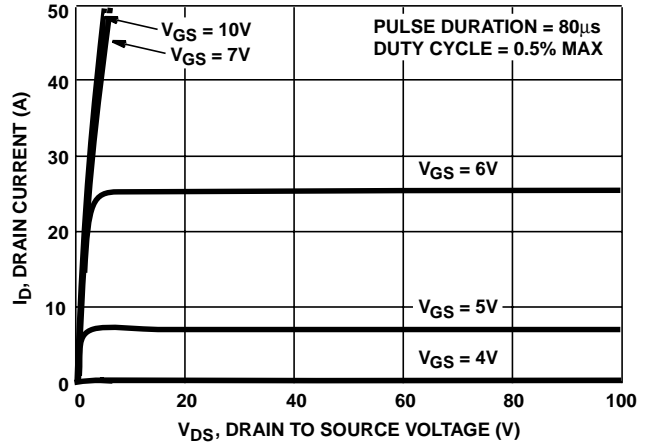 50
V_GS = 10V
PULSE DURATION = 80μs
V_GS = 7V
DUTY CYCLE = 0.5% MAX
40
30
V_GS = 6V
20
10
V_GS = 5V
V_GS = 4V
0
0 20 40 60 80 100
I_D, DRAIN CURRENT (A)
V_DS, DRAIN TO SOURCE VOLTAGE (V)